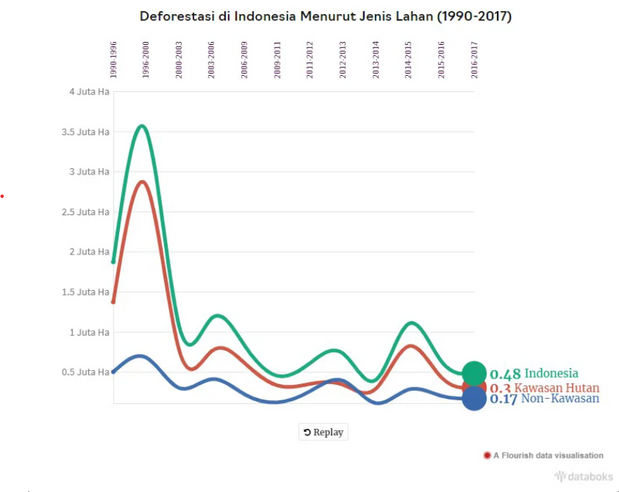 Deforestasi di Indonesia Menurut Jenis Lahan (1990-2017)
1990-1996
1996-2000
2000-2003
2003-2006
2006-2009
2009-2011
2011-2012
2012-2013
2013-2014
2014-2015
2015-2016
2016-2017
4 Juta Ha
3.5 Juta Ha
3 Juta Ha
2.5 Juta Ha
2 Juta Ha
1.5 Juta Ha
1 Juta Ha
0.5 Juta Ha
0.48 Indonesia
0.3 Kawasan Hutan
0.17 Non-Kawasan
Replay
A Flourish data visualisation
databoks